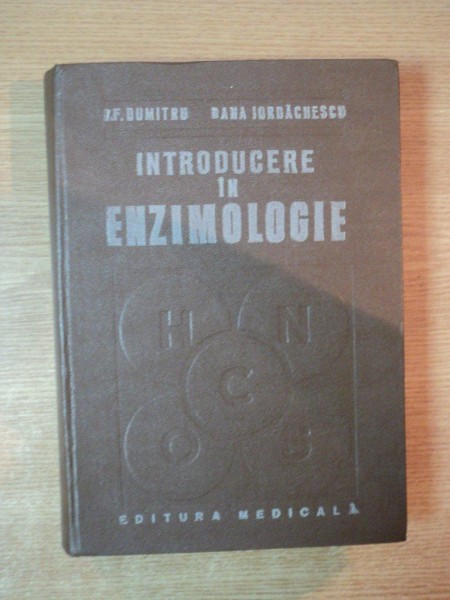 I.F. DUMITRU DANA IORDĂCHESCU
INTRODUCERE
ÎN
ENZIMOLOGIE
H N
C
O S
EDITURA MEDICALĂ